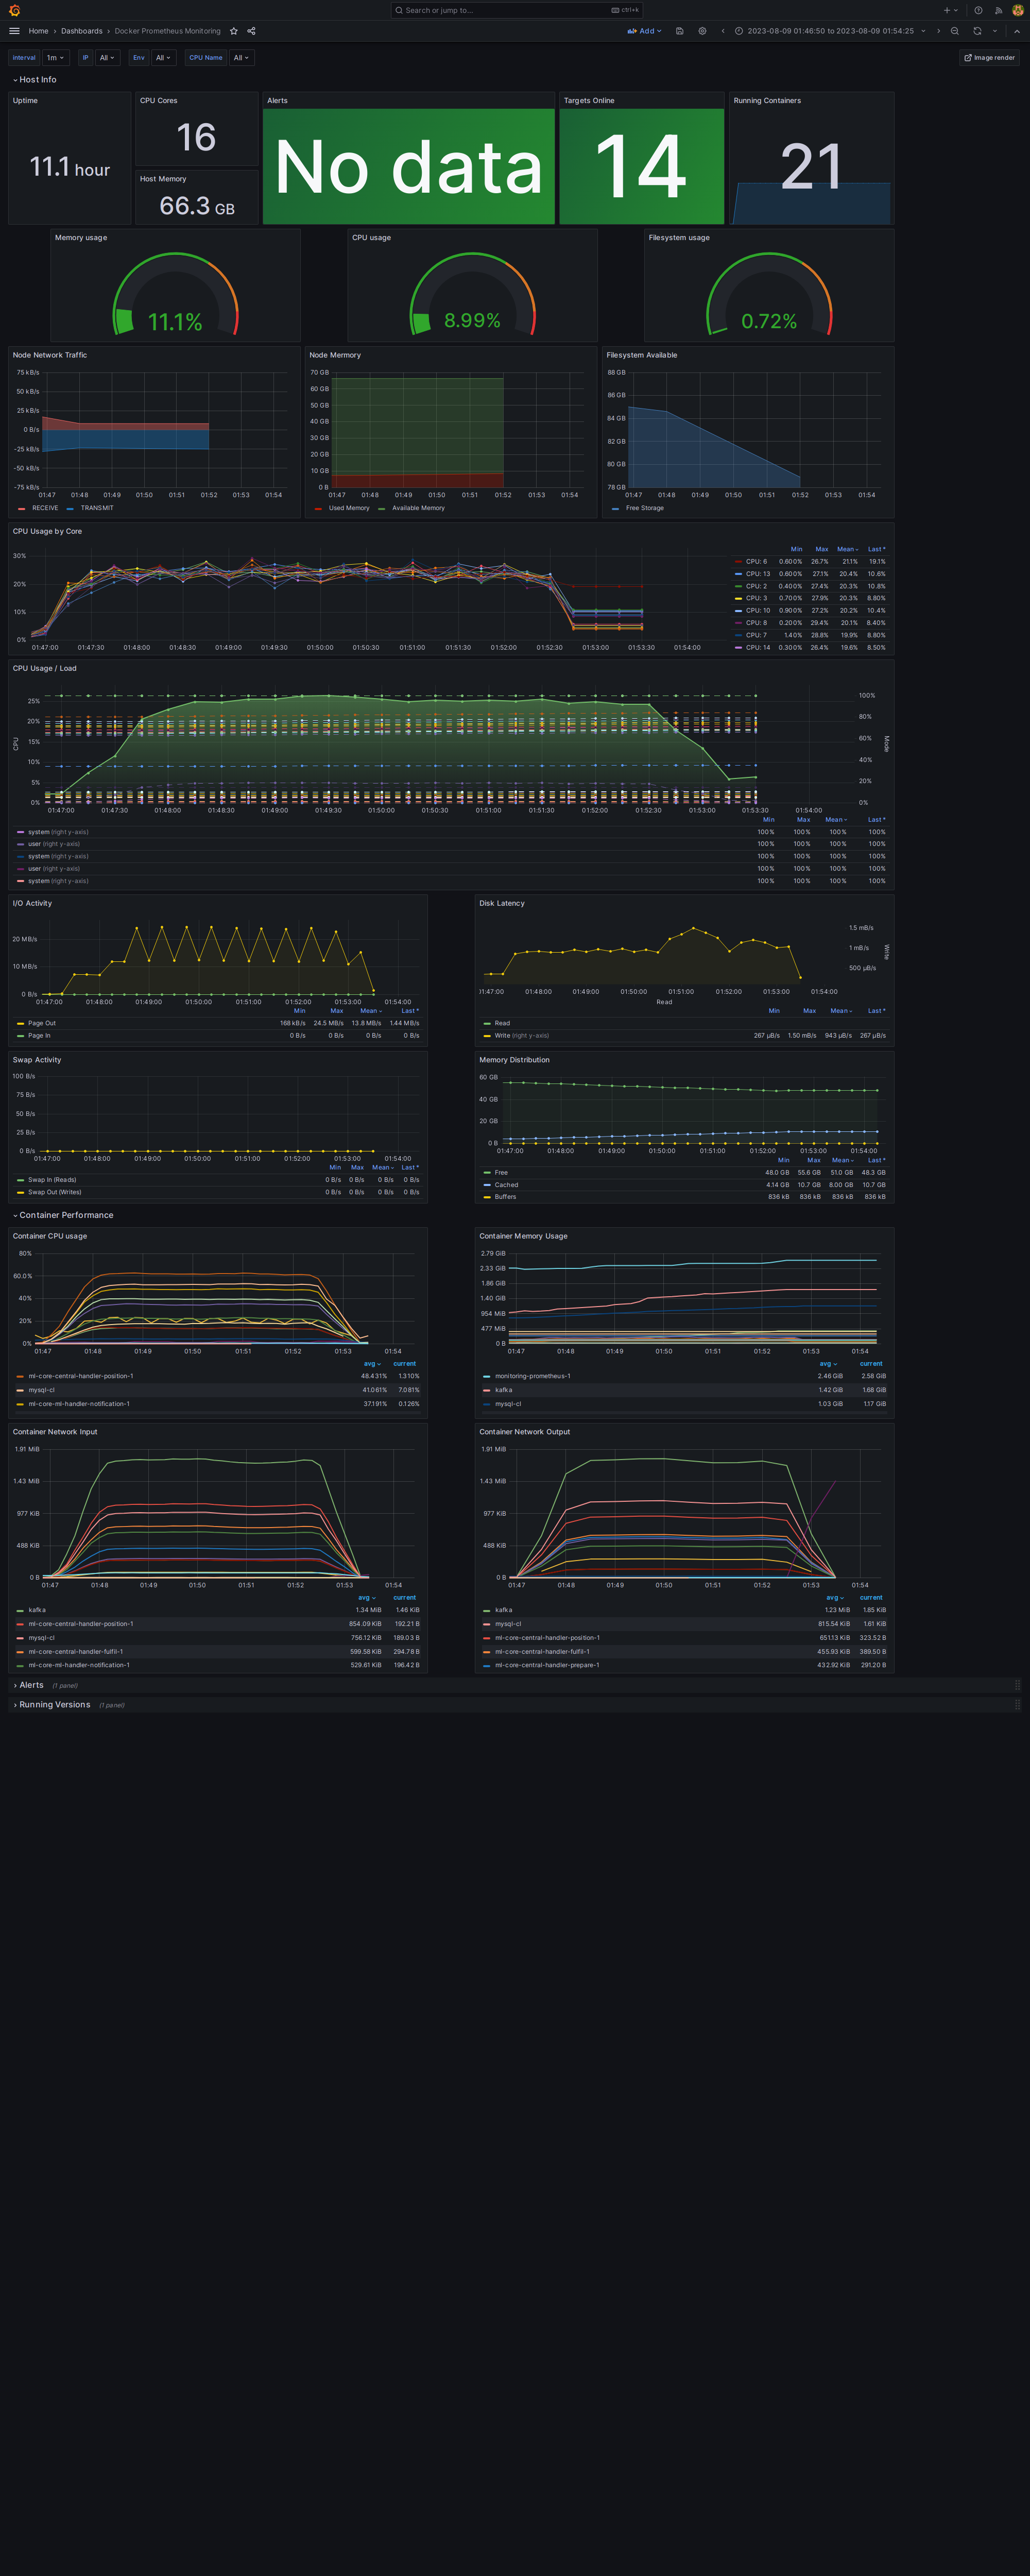 Search or jump to...
ctrl+k
Home
Dashboards
Docker Prometheus Monitoring
Add
2023-08-09 01:46:50 to 2023-08-09 01:54:25
Interval 1m IP All Env All CPU Name All
Image render
Host Info
Uptime
11.1 hour
CPU Cores
16
Host Memory
66.3 GB
Alerts
No data
Targets Online
14
Running Containers
21
Memory usage
11.1%
CPU usage
8.99%
Filesystem usage
0.72%
Node Network Traffic
75 kB/s
50 kB/s
25 kB/s
0 B/s
-25 kB/s
-50 kB/s
-75 kB/s
01:47 01:48 01:49 01:50 01:51 01:52 01:53 01:54
RECEIVE TRANSMIT
Node Mermory
70 GB
60 GB
50 GB
40 GB
30 GB
20 GB
10 GB
0 B
01:47 01:48 01:49 01:50 01:51 01:52 01:53 01:54
Used Memory Available Memory
Filesystem Available
88 GB
86 GB
84 GB
82 GB
80 GB
78 GB
01:47 01:48 01:49 01:50 01:51 01:52 01:53 01:54
Free Storage
CPU Usage by Core
30%
20%
10%
0%
01:47:00 01:47:30 01:48:00 01:48:30 01:49:00 01:49:30 01:50:00 01:50:30 01:51:00 01:51:30 01:52:00 01:52:30 01:53:00 01:53:30 01:54:00
Min Max Mean Last *
CPU: 6 0.600% 26.7% 21.1% 19.1%
CPU: 13 0.600% 27.1% 20.4% 10.6%
CPU: 2 0.400% 27.4% 20.3% 10.8%
CPU: 3 0.700% 27.9% 20.3% 8.80%
CPU: 10 0.900% 27.2% 20.2% 10.4%
CPU: 8 0.200% 29.4% 20.1% 8.40%
CPU: 7 1.40% 28.8% 19.9% 8.80%
CPU: 14 0.300% 26.4% 19.6% 8.50%
CPU Usage / Load
CPU
25%
20%
15%
10%
5%
0%
100%
80%
60%
40%
20%
0%
Mode
01:47:00 01:47:30 01:48:00 01:48:30 01:49:00 01:49:30 01:50:00 01:50:30 01:51:00 01:51:30 01:52:00 01:52:30 01:53:00 01:53:30 01:54:00
Min Max Mean Last *
system (right y-axis) 100% 100% 100% 100%
user (right y-axis) 100% 100% 100% 100%
system (right y-axis) 100% 100% 100% 100%
user (right y-axis) 100% 100% 100% 100%
system (right y-axis) 100% 100% 100% 100%
I/O Activity
20 MB/s
10 MB/s
0 B/s
01:47:00 01:48:00 01:49:00 01:50:00 01:51:00 01:52:00 01:53:00 01:54:00
Min Max Mean Last *
Page Out 168 kB/s 24.5 MB/s 13.8 MB/s 1.44 MB/s
Page In 0 B/s 0 B/s 0 B/s 0 B/s
Disk Latency
1.5 mB/s
1 mB/s
500 µB/s
Write
01:47:00 01:48:00 01:49:00 01:50:00 01:51:00 01:52:00 01:53:00 01:54:00
Read
Min Max Mean Last *
Read
Write (right y-axis) 267 µB/s 1.50 mB/s 943 µB/s 267 µB/s
Swap Activity
100 B/s
75 B/s
50 B/s
25 B/s
0 B/s
01:47:00 01:48:00 01:49:00 01:50:00 01:51:00 01:52:00 01:53:00 01:54:00
Min Max Mean Last *
Swap In (Reads) 0 B/s 0 B/s 0 B/s 0 B/s
Swap Out (Writes) 0 B/s 0 B/s 0 B/s 0 B/s
Memory Distribution
60 GB
40 GB
20 GB
0 B
01:47:00 01:48:00 01:49:00 01:50:00 01:51:00 01:52:00 01:53:00 01:54:00
Min Max Mean Last *
Free 48.0 GB 55.6 GB 51.0 GB 48.3 GB
Cached 4.14 GB 10.7 GB 8.00 GB 10.7 GB
Buffers 836 kB 836 kB 836 kB 836 kB
Container Performance
Container CPU usage
80%
60.0%
40%
20%
0%
01:47 01:48 01:49 01:50 01:51 01:52 01:53 01:54
avg current
ml-core-central-handler-position-1 48.431% 1.310%
mysql-cl 41.061% 7.081%
ml-core-ml-handler-notification-1 37.191% 0.126%
Container Memory Usage
2.79 GiB
2.33 GiB
1.86 GiB
1.40 GiB
954 MiB
477 MiB
0 B
01:47 01:48 01:49 01:50 01:51 01:52 01:53 01:54
avg current
monitoring-prometheus-1 2.46 GiB 2.58 GiB
kafka 1.42 GiB 1.68 GiB
mysql-cl 1.03 GiB 1.17 GiB
Container Network Input
1.91 MiB
1.43 MiB
977 KiB
488 KiB
0 B
01:47 01:48 01:49 01:50 01:51 01:52 01:53 01:54
avg current
kafka 1.34 MiB 1.46 KiB
ml-core-central-handler-position-1 854.09 KiB 192.21 B
mysql-cl 756.12 KiB 189.03 B
ml-core-central-handler-fulfil-1 599.58 KiB 294.78 B
ml-core-ml-handler-notification-1 529.61 KiB 196.42 B
Container Network Output
1.91 MiB
1.43 MiB
977 KiB
488 KiB
0 B
01:47 01:48 01:49 01:50 01:51 01:52 01:53 01:54
avg current
kafka 1.23 MiB 1.85 KiB
mysql-cl 815.54 KiB 1.61 KiB
ml-core-central-handler-position-1 651.13 KiB 323.52 B
ml-core-central-handler-fulfil-1 455.93 KiB 389.50 B
ml-core-central-handler-prepare-1 432.92 KiB 291.20 B
Alerts (1 panel)
Running Versions (1 panel)